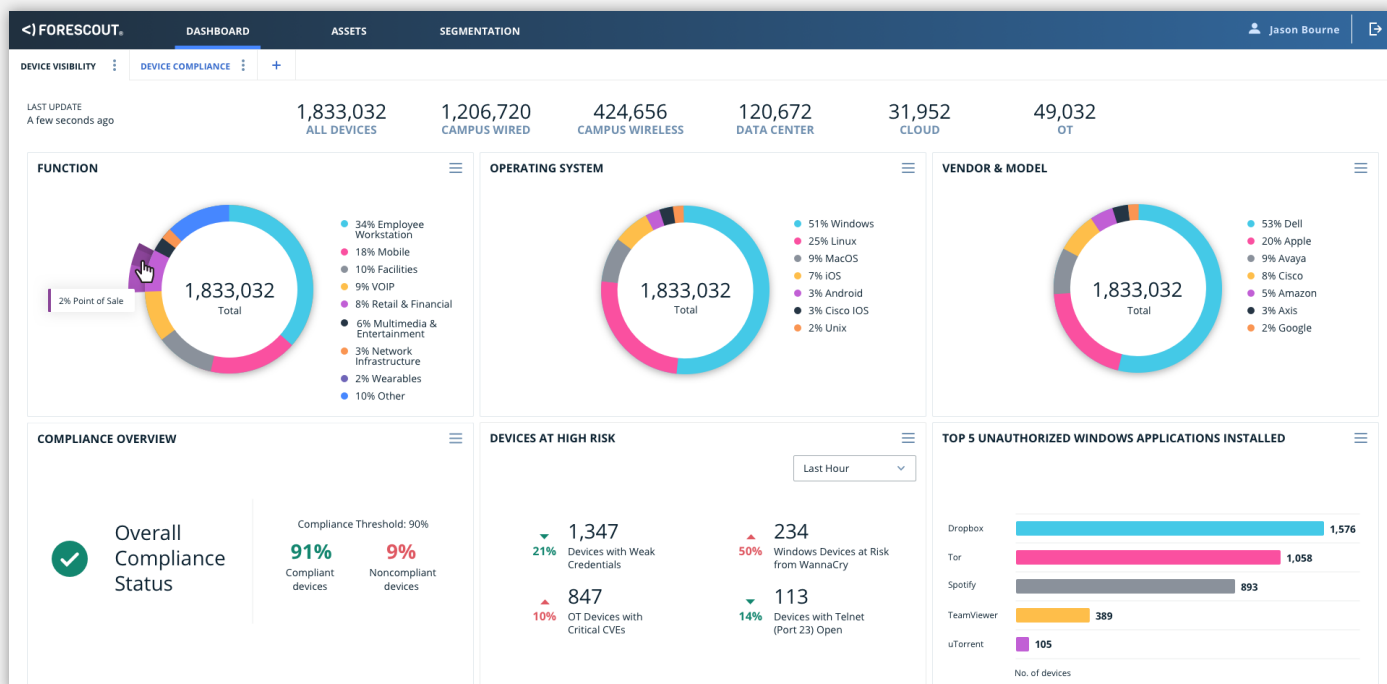 <) FORESCOUT.
DASHBOARD
ASSETS
SEGMENTATION
Jason Bourne
DEVICE VISIBILITY
DEVICE COMPLIANCE
+
LAST UPDATE
A few seconds ago
1,833,032
ALL DEVICES
1,206,720
CAMPUS WIRED
424,656
CAMPUS WIRELESS
120,672
DATA CENTER
31,952
CLOUD
49,032
OT
FUNCTION
2% Point of Sale
1,833,032
Total
34% Employee
Workstation
18% Mobile
10% Facilities
9% VOIP
8% Retail & Financial
6% Multimedia &
Entertainment
3% Network
Infrastructure
2% Wearables
10% Other
OPERATING SYSTEM
1,833,032
Total
51% Windows
25% Linux
9% MacOS
7% iOS
3% Android
3% Cisco IOS
2% Unix
VENDOR & MODEL
1,833,032
Total
53% Dell
20% Apple
9% Avaya
8% Cisco
5% Amazon
3% Axis
2% Google
COMPLIANCE OVERVIEW
Overall
Compliance
Status
Compliance Threshold: 90%
91%
Compliant
devices
9%
Noncompliant
devices
DEVICES AT HIGH RISK
Last Hour
21%
1,347
Devices with Weak
Credentials
50%
234
Windows Devices at Risk
from WannaCry
10%
847
OT Devices with
Critical CVEs
14%
113
Devices with Telnet
(Port 23) Open
TOP 5 UNAUTHORIZED WINDOWS APPLICATIONS INSTALLED
Dropbox 1,576
Tor 1,058
Spotify 893
TeamViewer 389
uTorrent 105
No. of devices